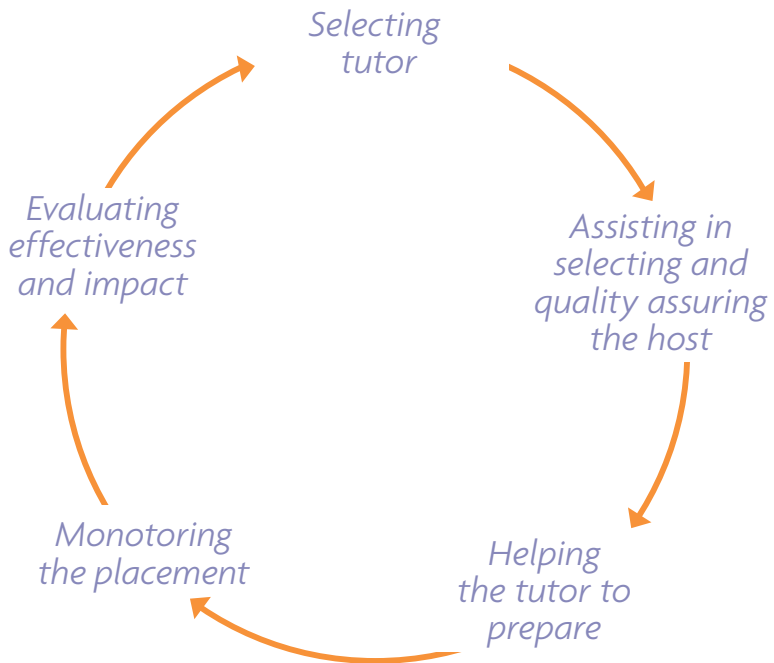 Selecting
tutor
Assisting in
selecting and
quality assuring
the host
Helping
the tutor to
prepare
Monotoring
the placement
Evaluating
effectiveness
and impact